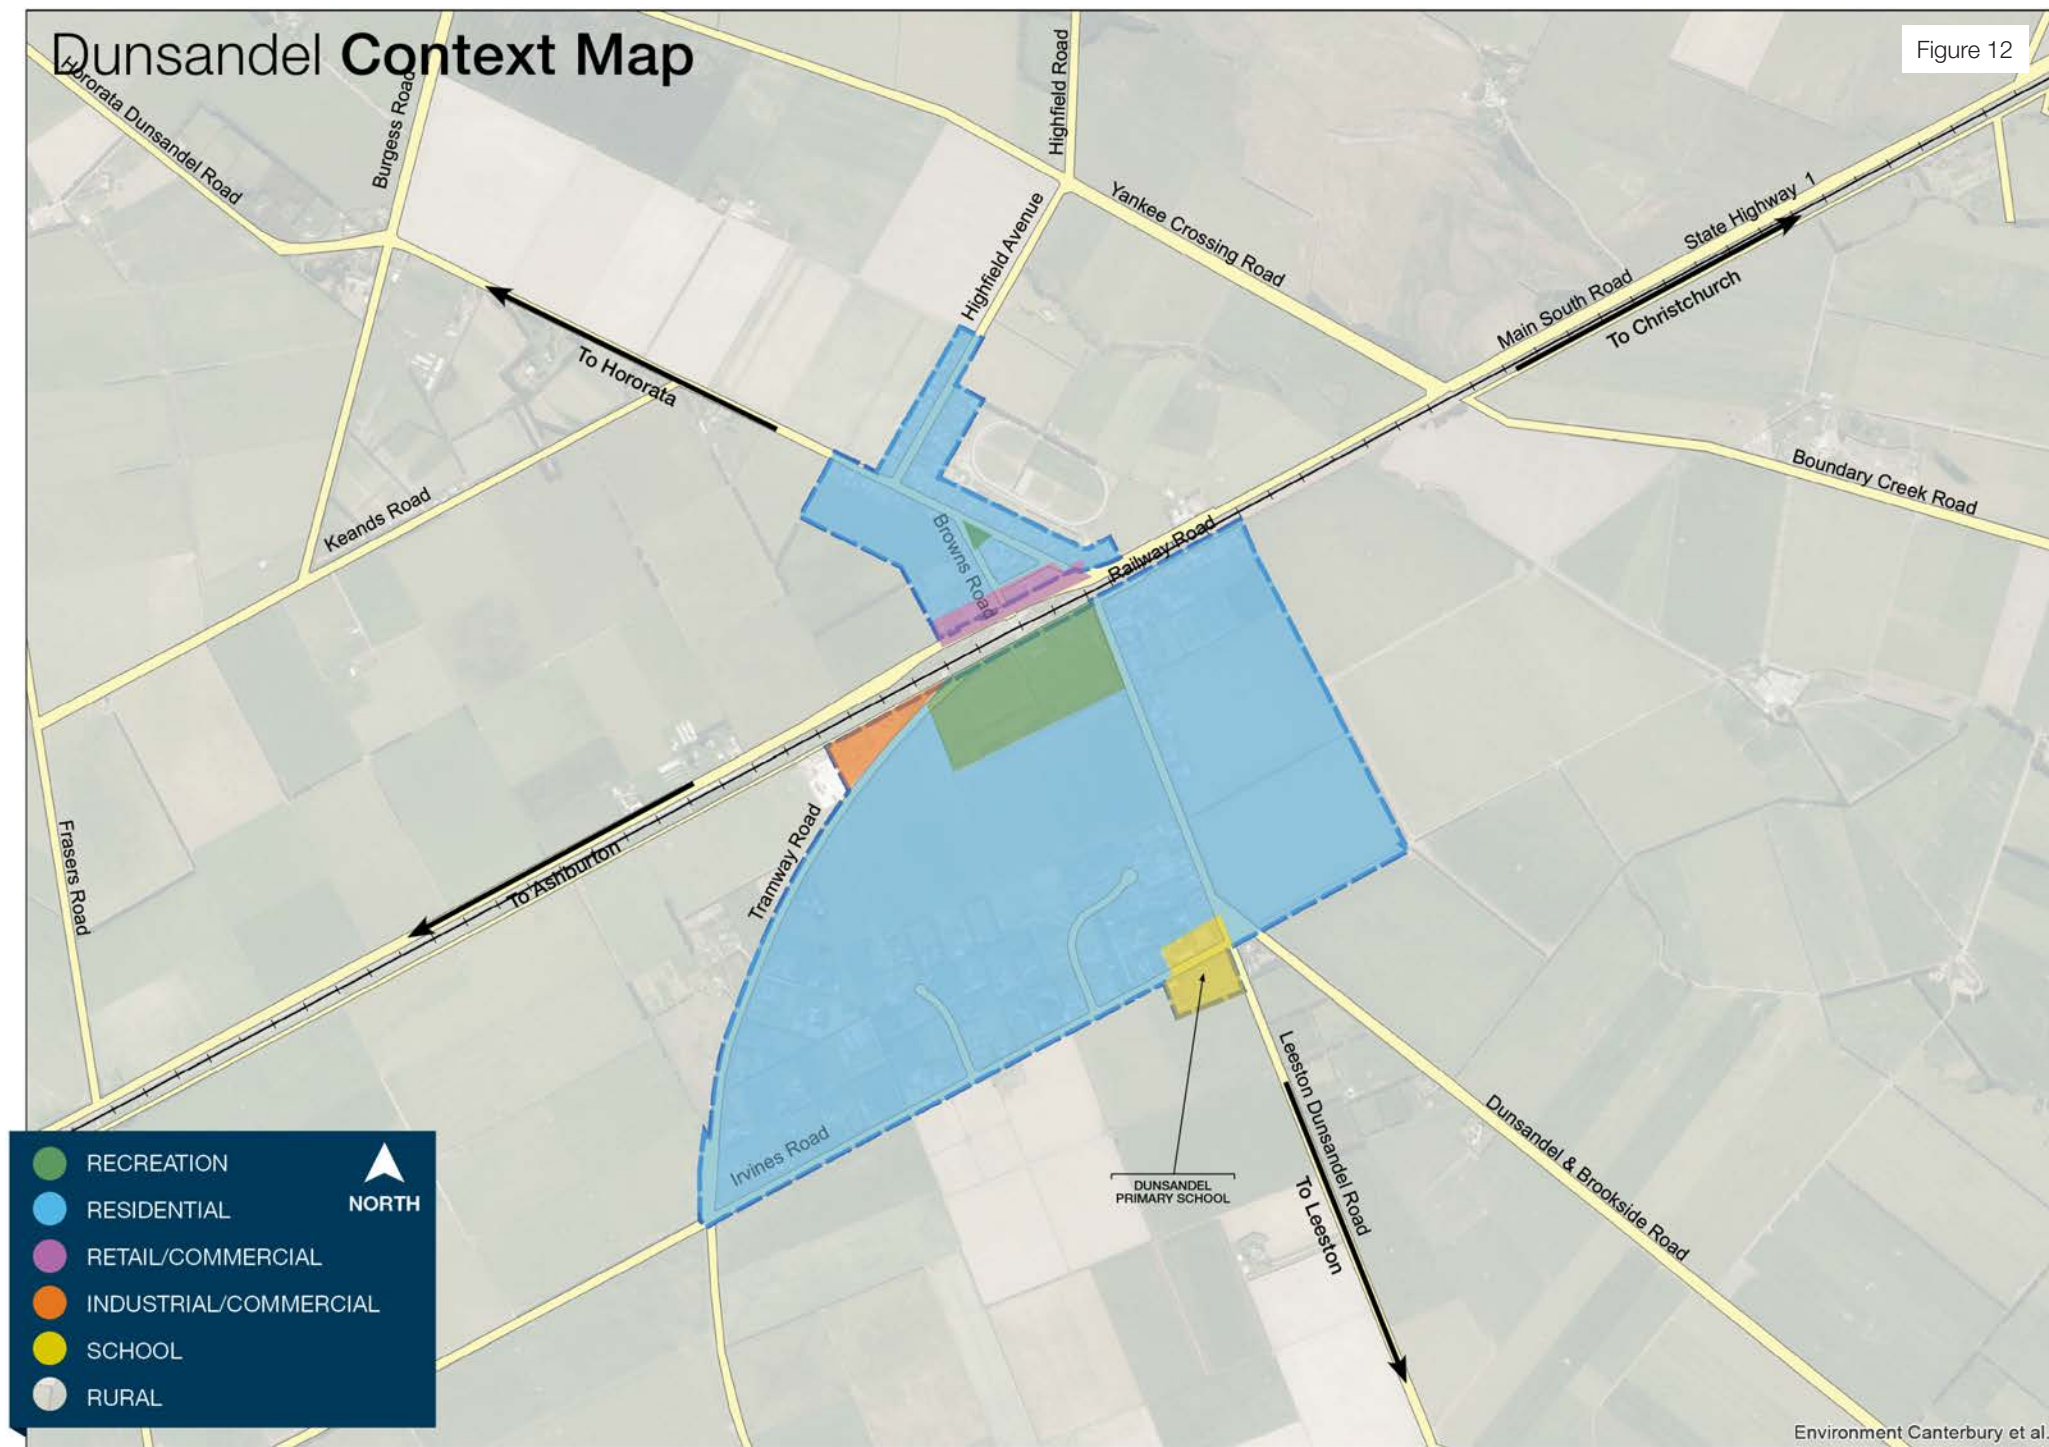 Dunsandel Context Map
Figure 12
Hororata Dunsandel Road
Burgess Road
Highfield Road
Highfield Avenue
Yankee Crossing Road
State Highway 1
Main South Road
To Christchurch
To Hororata
Keands Road
Browns Road
Railway Road
Boundary Creek Road
Frasers Road
To Ashburton
Tramway Road
Irvines Road
DUNSANDEL
PRIMARY SCHOOL
Leeston Dunsandel Road
To Leeston
Dunsandel & Brookside Road
RECREATION
RESIDENTIAL
RETAIL/COMMERCIAL
INDUSTRIAL/COMMERCIAL
SCHOOL
RURAL
NORTH
Environment Canterbury et al.